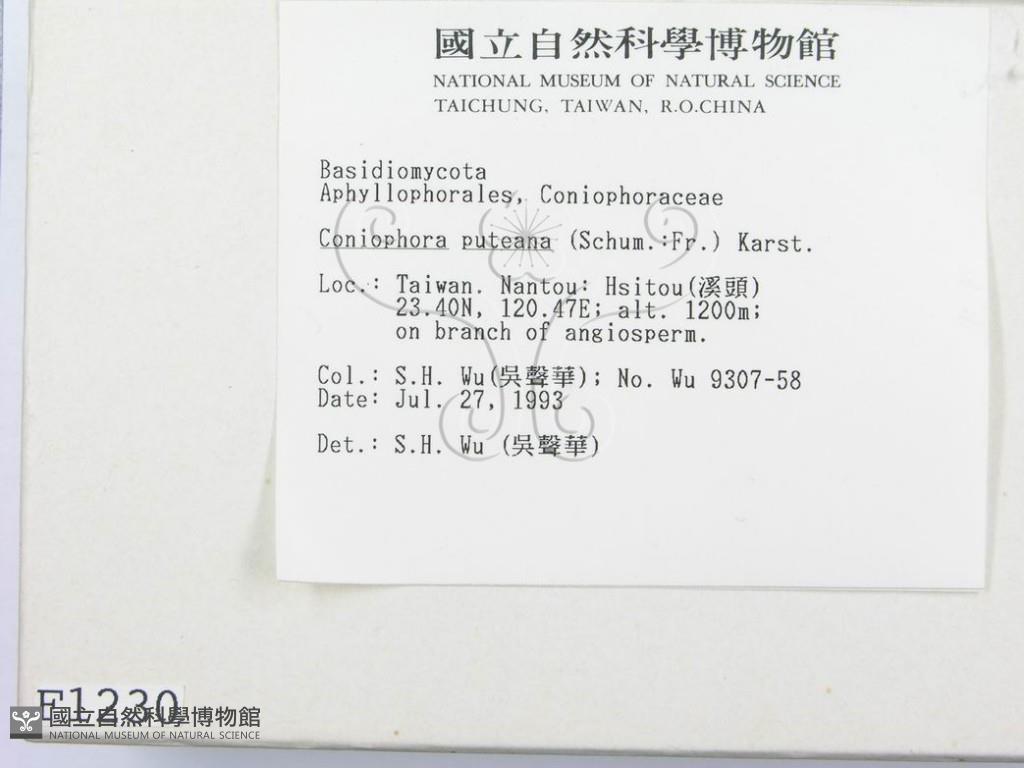 國立自然科學博物館
NATIONAL MUSEUM OF NATURAL SCIENCE
TAICHUNG, TAIWAN, R.O.CHINA
Basidiomycota
Aphyllophorales, Coniophoraceae
Coniophora puteana (Schum.:Fr.) Karst.
Loc.: Taiwan. Nantou: Hsitou(溪頭)
23.40N, 120.47E; alt. 1200m;
on branch of angiosperm.
Col.: S.H. Wu(吳聲華); No. Wu 9307-58
Date: Jul. 27, 1993
Det.: S.H. Wu (吳聲華)
F1230
國立自然科學博物館
NATIONAL MUSEUM OF NATURAL SCIENCE